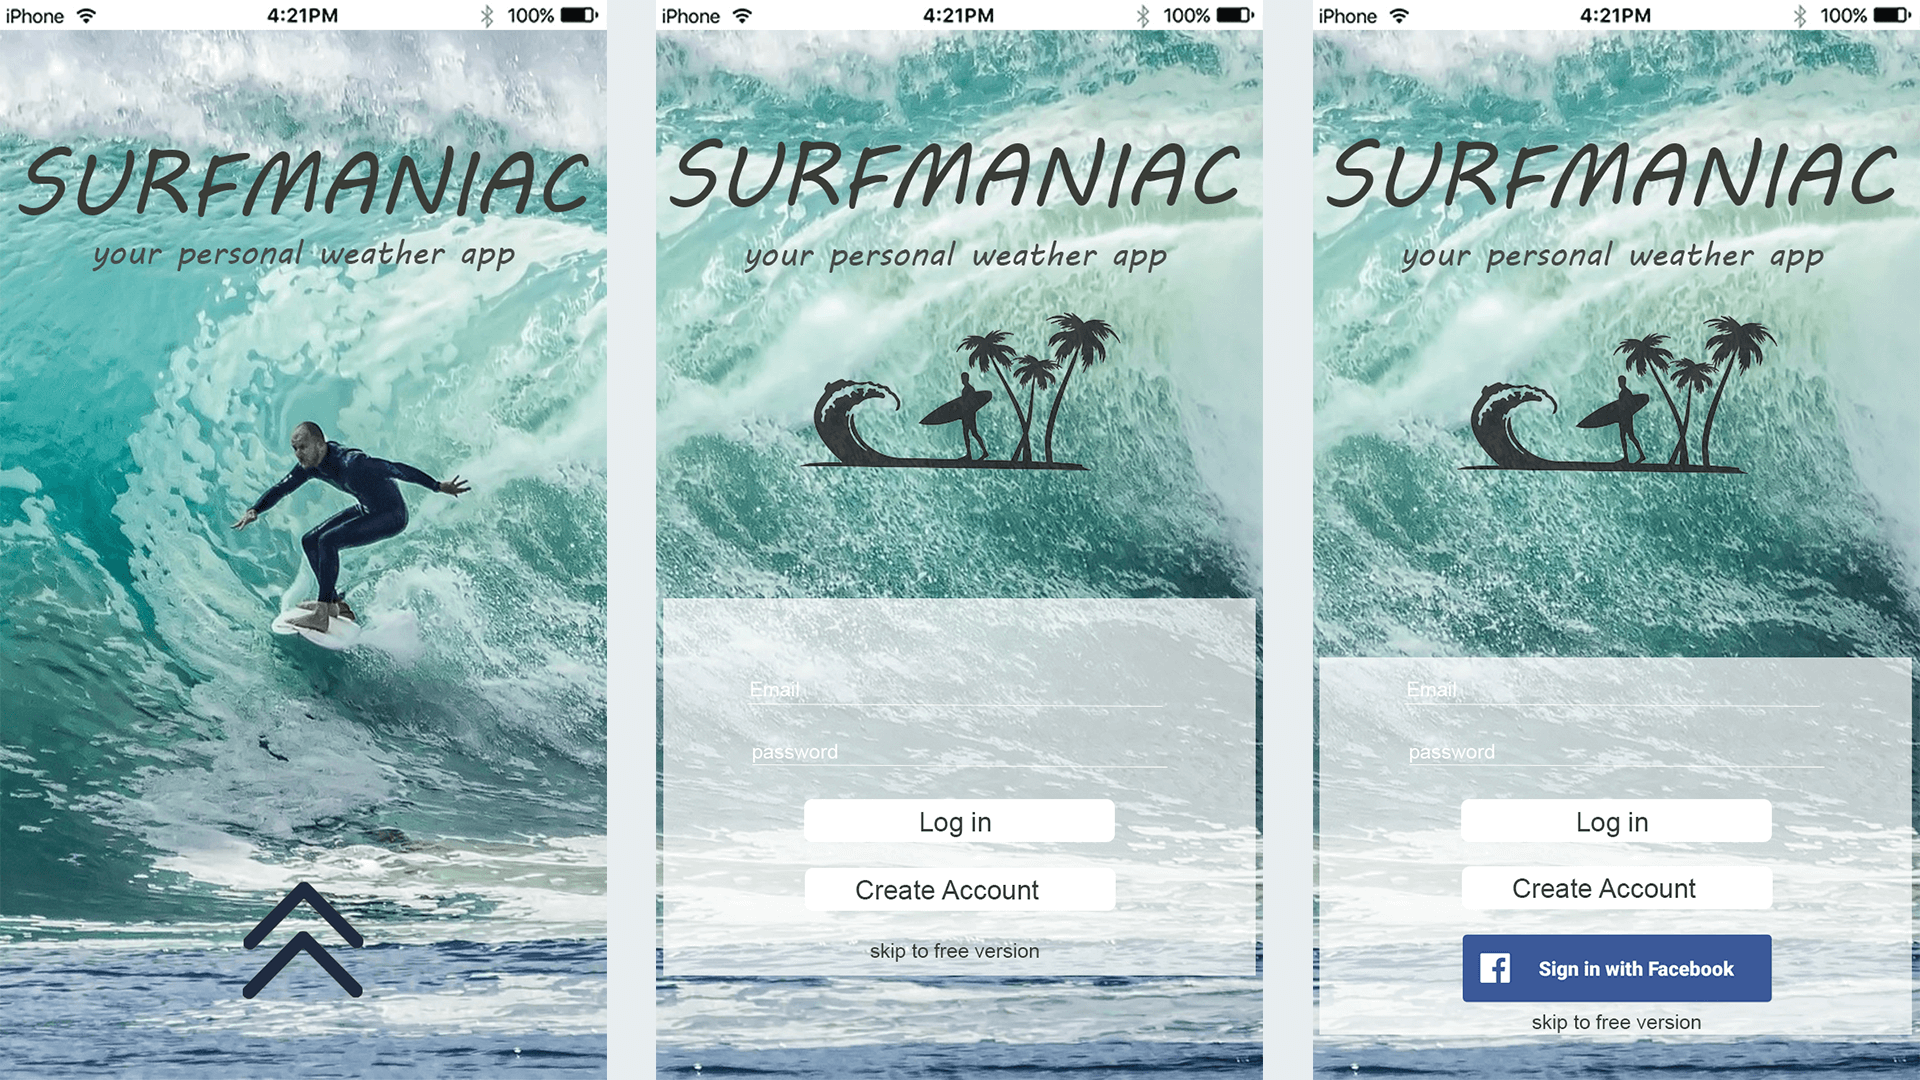 iPhone 4:21PM 100%
SURFMANIAC
your personal weather app
iPhone 4:21PM 100%
SURFMANIAC
your personal weather app
Email
password
Log in
Create Account
skip to free version
iPhone 4:21PM 100%
SURFMANIAC
your personal weather app
Email
password
Log in
Create Account
Sign in with Facebook
skip to free version